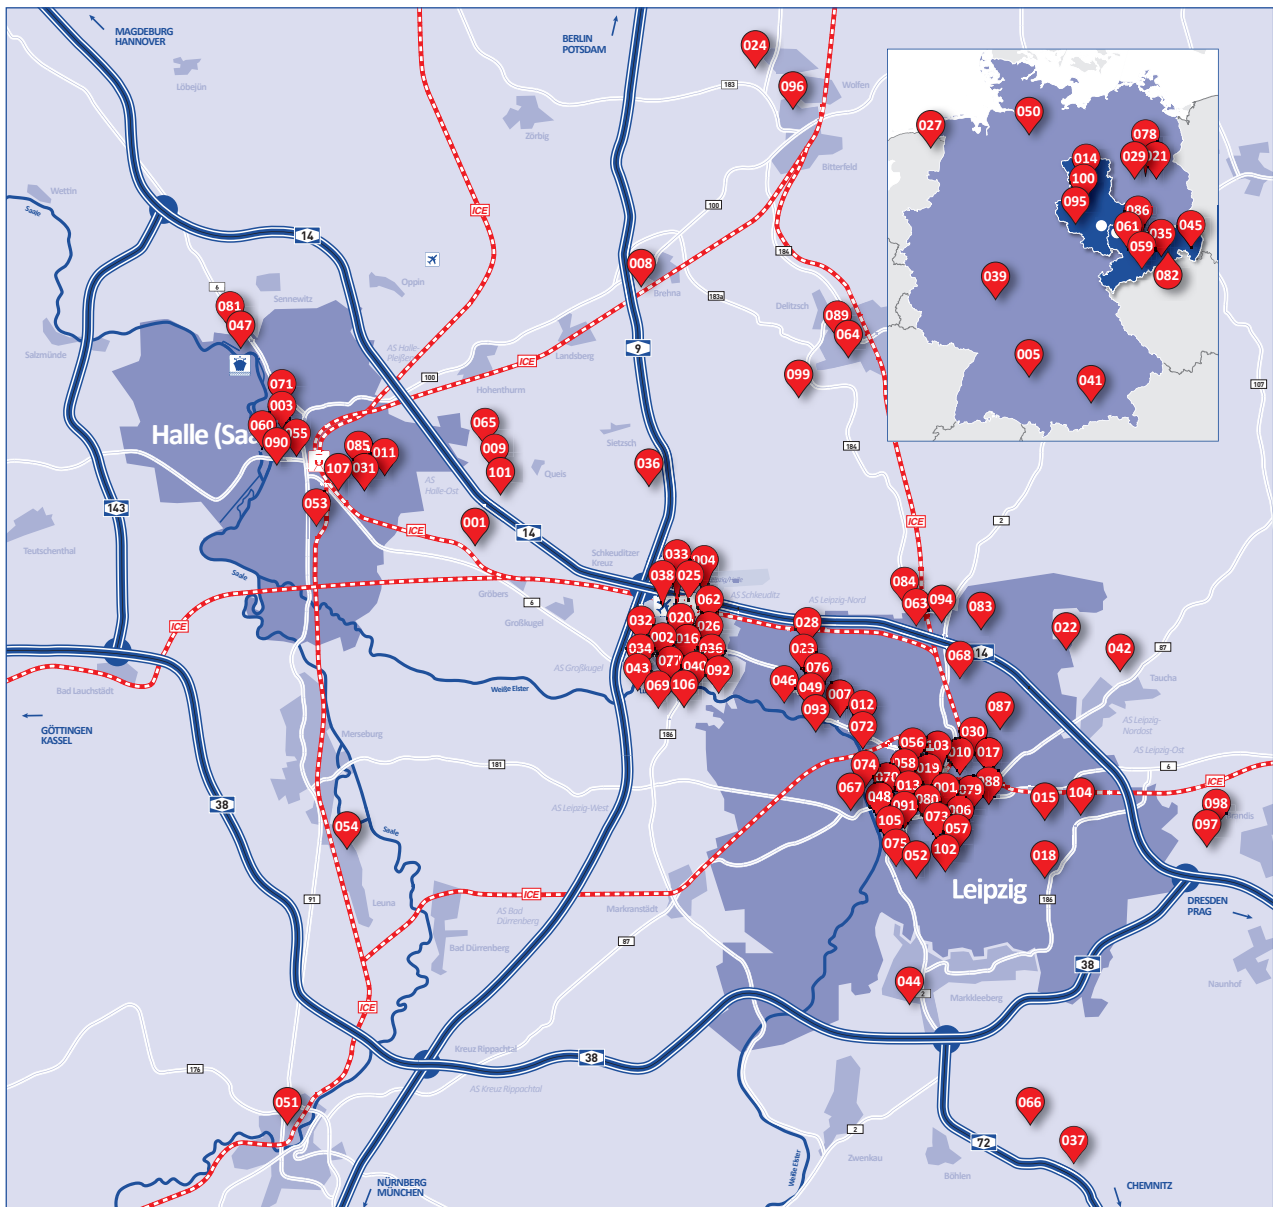 MAGDEBURG
HANNOVER
BERLIN
POTSDAM
Löbejün
024
183
Wolfen
096
Zörbig
Bitterfeld
Wettin
Saale
ICE
100
14
184
Oppin
008
Brehna
183a
Sennewitz
6
081
047
Delitzsch
089
064
Salzmünde
AS Halle-
Peißen
Landsberg
ICE
9
100
Hohenthurm
099
071
003
060
055
090
Halle (Saa
085
011
107
031
053
065
009
101
Sietzsch
Queis
036
184
AS
Halle-Ost
143
Teutschenthal
001
ICE
14
ICE
2
107
027
050
078
014
029
021
100
095
086
061
035
045
059
082
039
005
041
Schkeuditzer
Kreuz
033
004
038
025
Saale
Gröbers
6
Großkugel
062
AS Schkeuditz
AS Leipzig-Nord
084
063
094
083
022
042
87
Taucha
032
020
026
028
002
016
034
036
AS Großkugel
077
040
043
092
069
106
023
076
046
049
007
093
012
072
068
14
087
AS Leipzig-
Nordost
AS Leipzig-Ost
ICE
Bad Lauchstädt
Weiße Elster
GÖTTINGEN
KASSEL
Merseburg
186
181
030
056
103
010
017
074
058
019
070
067
013
001
079
088
048
091
080
006
105
073
057
075
052
102
015
104
6
ICE
098
097
018
38
AS Leipzig-West
054
Saale
91
Leuna
ICE
AS Bad
Dürrenberg
Markranstädt
Leipzig
186
DRESDEN
PRAG
Bad Dürrenberg
87
38
044
2
Markkleeberg
Naunhof
ICE
Kreuz Rippachtal
38
176
AS Kreuz Rippachtal
051
066
037
2
72
Zwenkau
Böhlen
Weiße Elster
NÜRNBERG
MÜNCHEN
CHEMNITZ